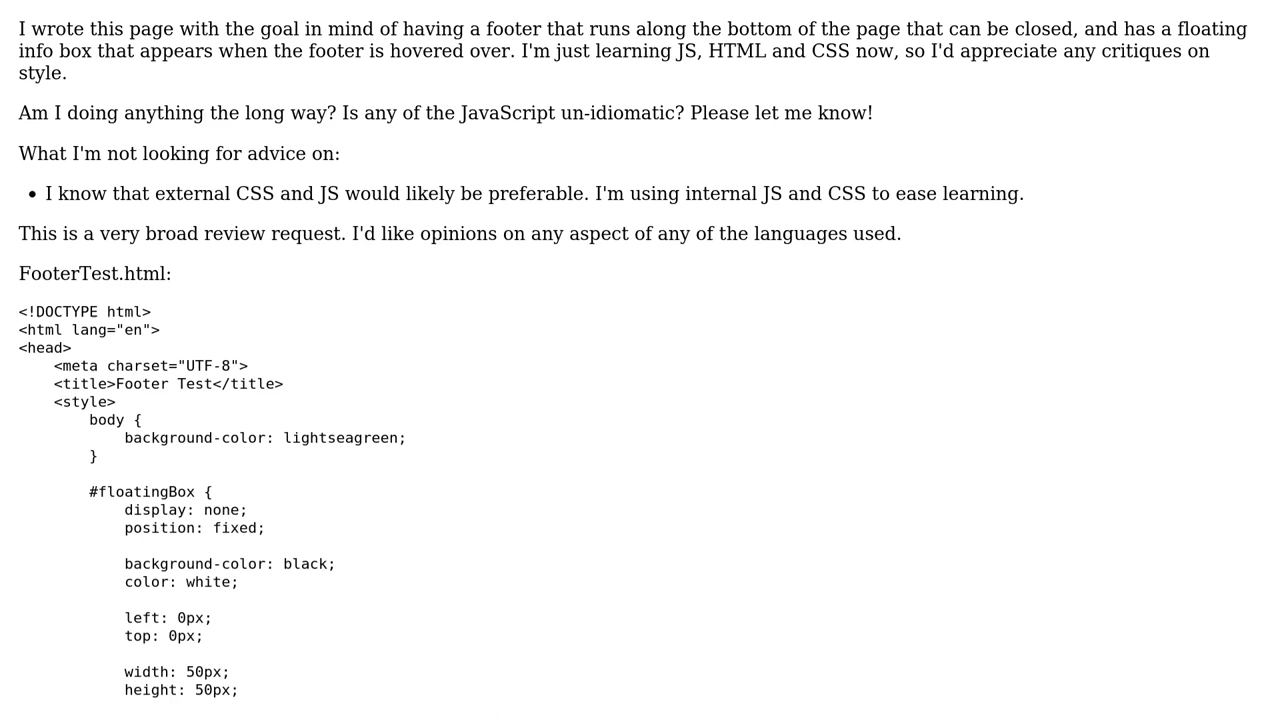 I wrote this page with the goal in mind of having a footer that runs along the bottom of the page that can be closed, and has a floating
info box that appears when the footer is hovered over. I'm just learning JS, HTML and CSS now, so I'd appreciate any critiques on
style.
Am I doing anything the long way? Is any of the JavaScript un-idiomatic? Please let me know!
What I'm not looking for advice on:
• I know that external CSS and JS would likely be preferable. I'm using internal JS and CSS to ease learning.
This is a very broad review request. I'd like opinions on any aspect of any of the languages used.
FooterTest.html:
<!DOCTYPE html>
<html lang="en">
<head>
    <meta charset="UTF-8">
    <title>Footer Test</title>
    <style>
        body {
            background-color: lightseagreen;
        }

        #floatingBox {
            display: none;
            position: fixed;

            background-color: black;
            color: white;

            left: 0px;
            top: 0px;

            width: 50px;
            height: 50px;